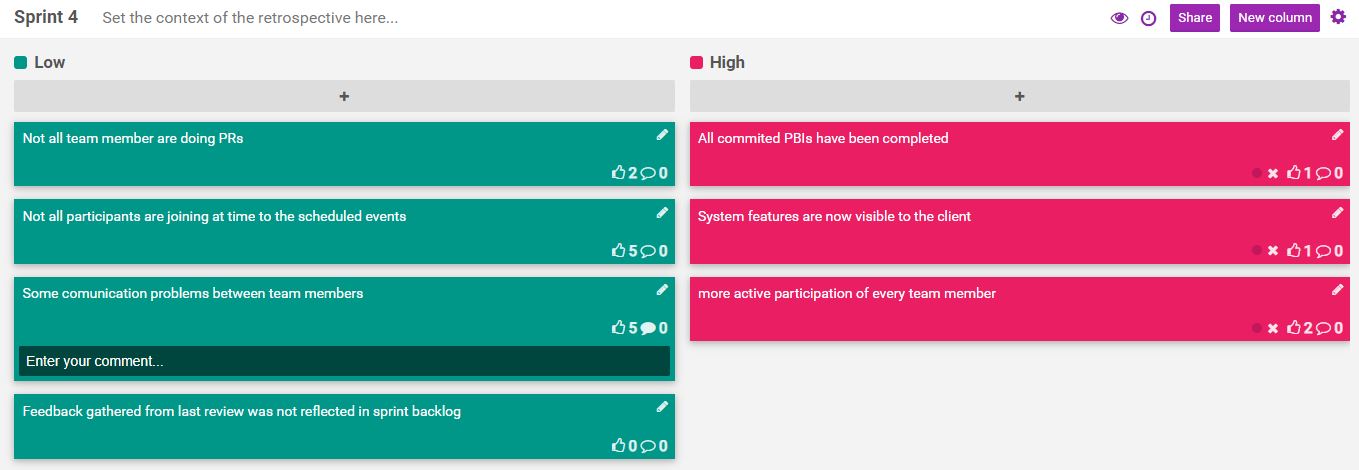 Sprint 4 Set the context of the retrospective here... Share New column
Low
+
Not all team member are doing PRs
2 0
Not all participants are joining at time to the scheduled events
5 0
Some comunication problems between team members
5 0
Enter your comment...
Feedback gathered from last review was not reflected in sprint backlog
0 0
High
+
All commited PBIs have been completed
1 0
System features are now visible to the client
1 0
more active participation of every team member
2 0